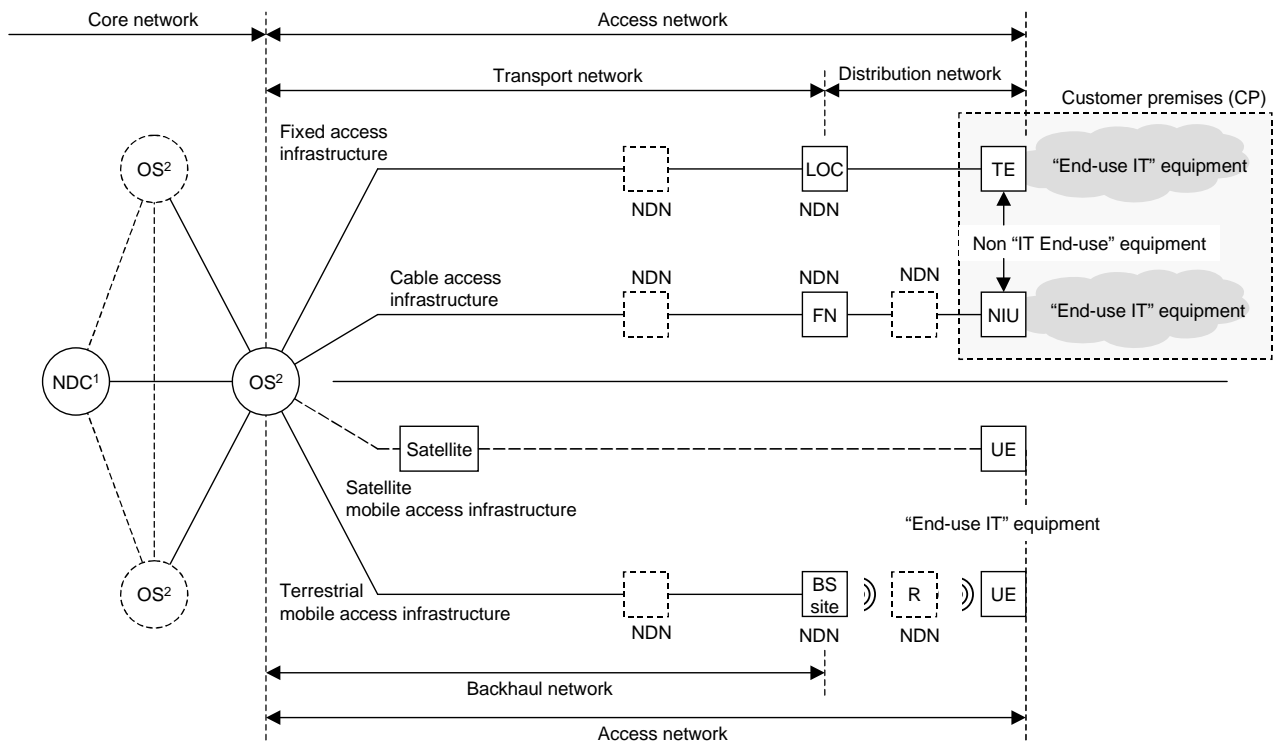 Core network
Access network
Transport network
Distribution network
Customer premises (CP)
Fixed access
infrastructure
OS²
LOC
TE
“End-use IT” equipment
NDN
NDN
Non “IT End-use” equipment
Cable access
infrastructure
NDN
NDN
NDN
FN
NIU
“End-use IT” equipment
NDC¹
OS²
Satellite
UE
Satellite
mobile access infrastructure
“End-use IT” equipment
OS²
Terrestrial
mobile access infrastructure
BS
site
R
UE
NDN
NDN
NDN
Backhaul network
Access network